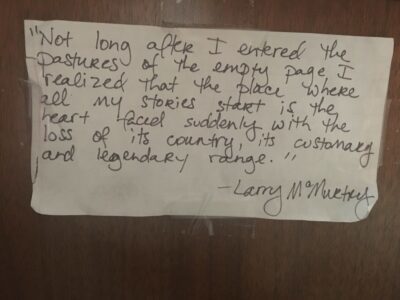 "Not long after I entered the
pastures of the empty page I
realized that the place where
all my stories start is the
heart faced suddenly with the
loss of its country, its customary
and legendary range."
-Larry McMurtry